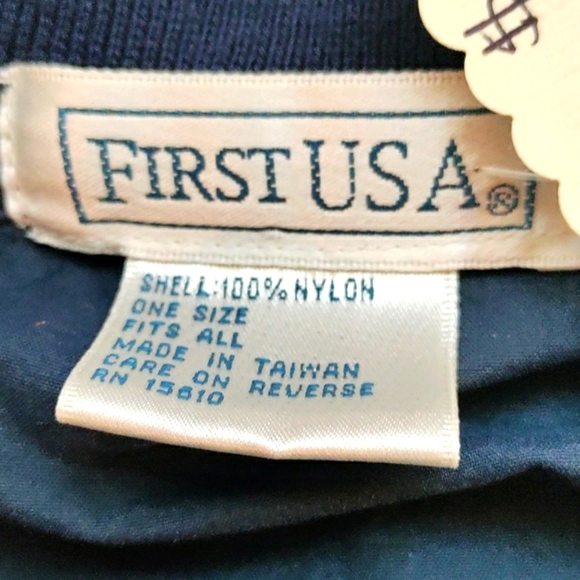 $
FIRST USA®
SHELL:100% NYLON
ONE SIZE
FITS ALL
MADE IN TAIWAN
CARE ON REVERSE
RN 15610